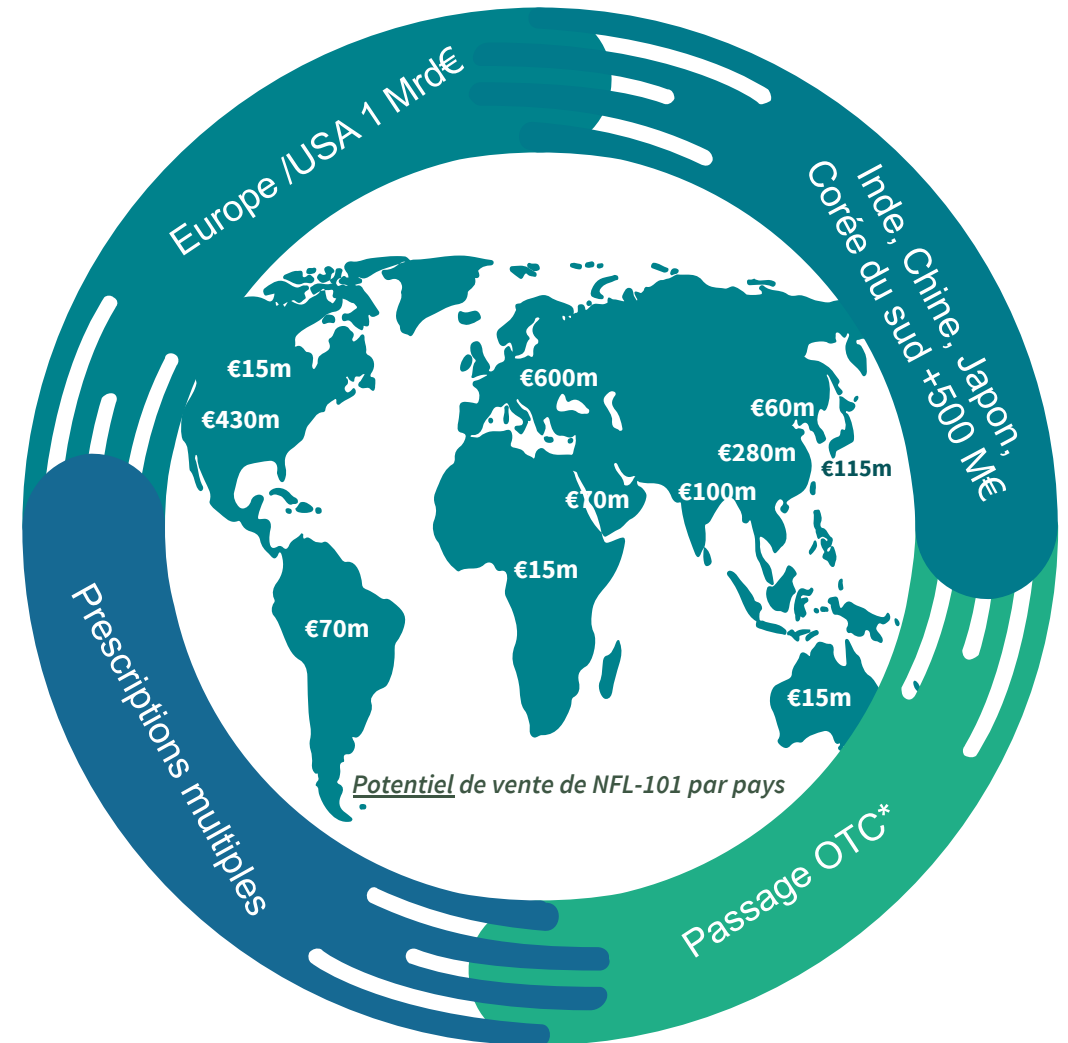 Europe /USA 1 Mrd€
Inde, Chine, Japon,
Corée du sud +500 M€
€15m
€600m
€430m
€60m
€280m
€115m
€100m
€70m
€15m
€70m
€15m
Potentiel de vente de NFL-101 par pays
Prescriptions multiples
Passage OTC*